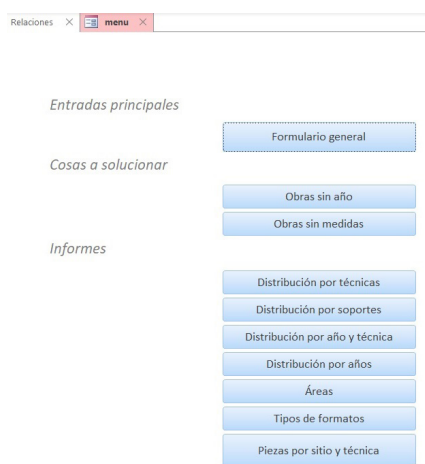 Relaciones
menu
Entradas principales
Formulario general
Cosas a solucionar
Obras sin año
Obras sin medidas
Informes
Distribución por técnicas
Distribución por soportes
Distribución por año y técnica
Distribución por años
Áreas
Tipos de formatos
Piezas por sitio y técnica